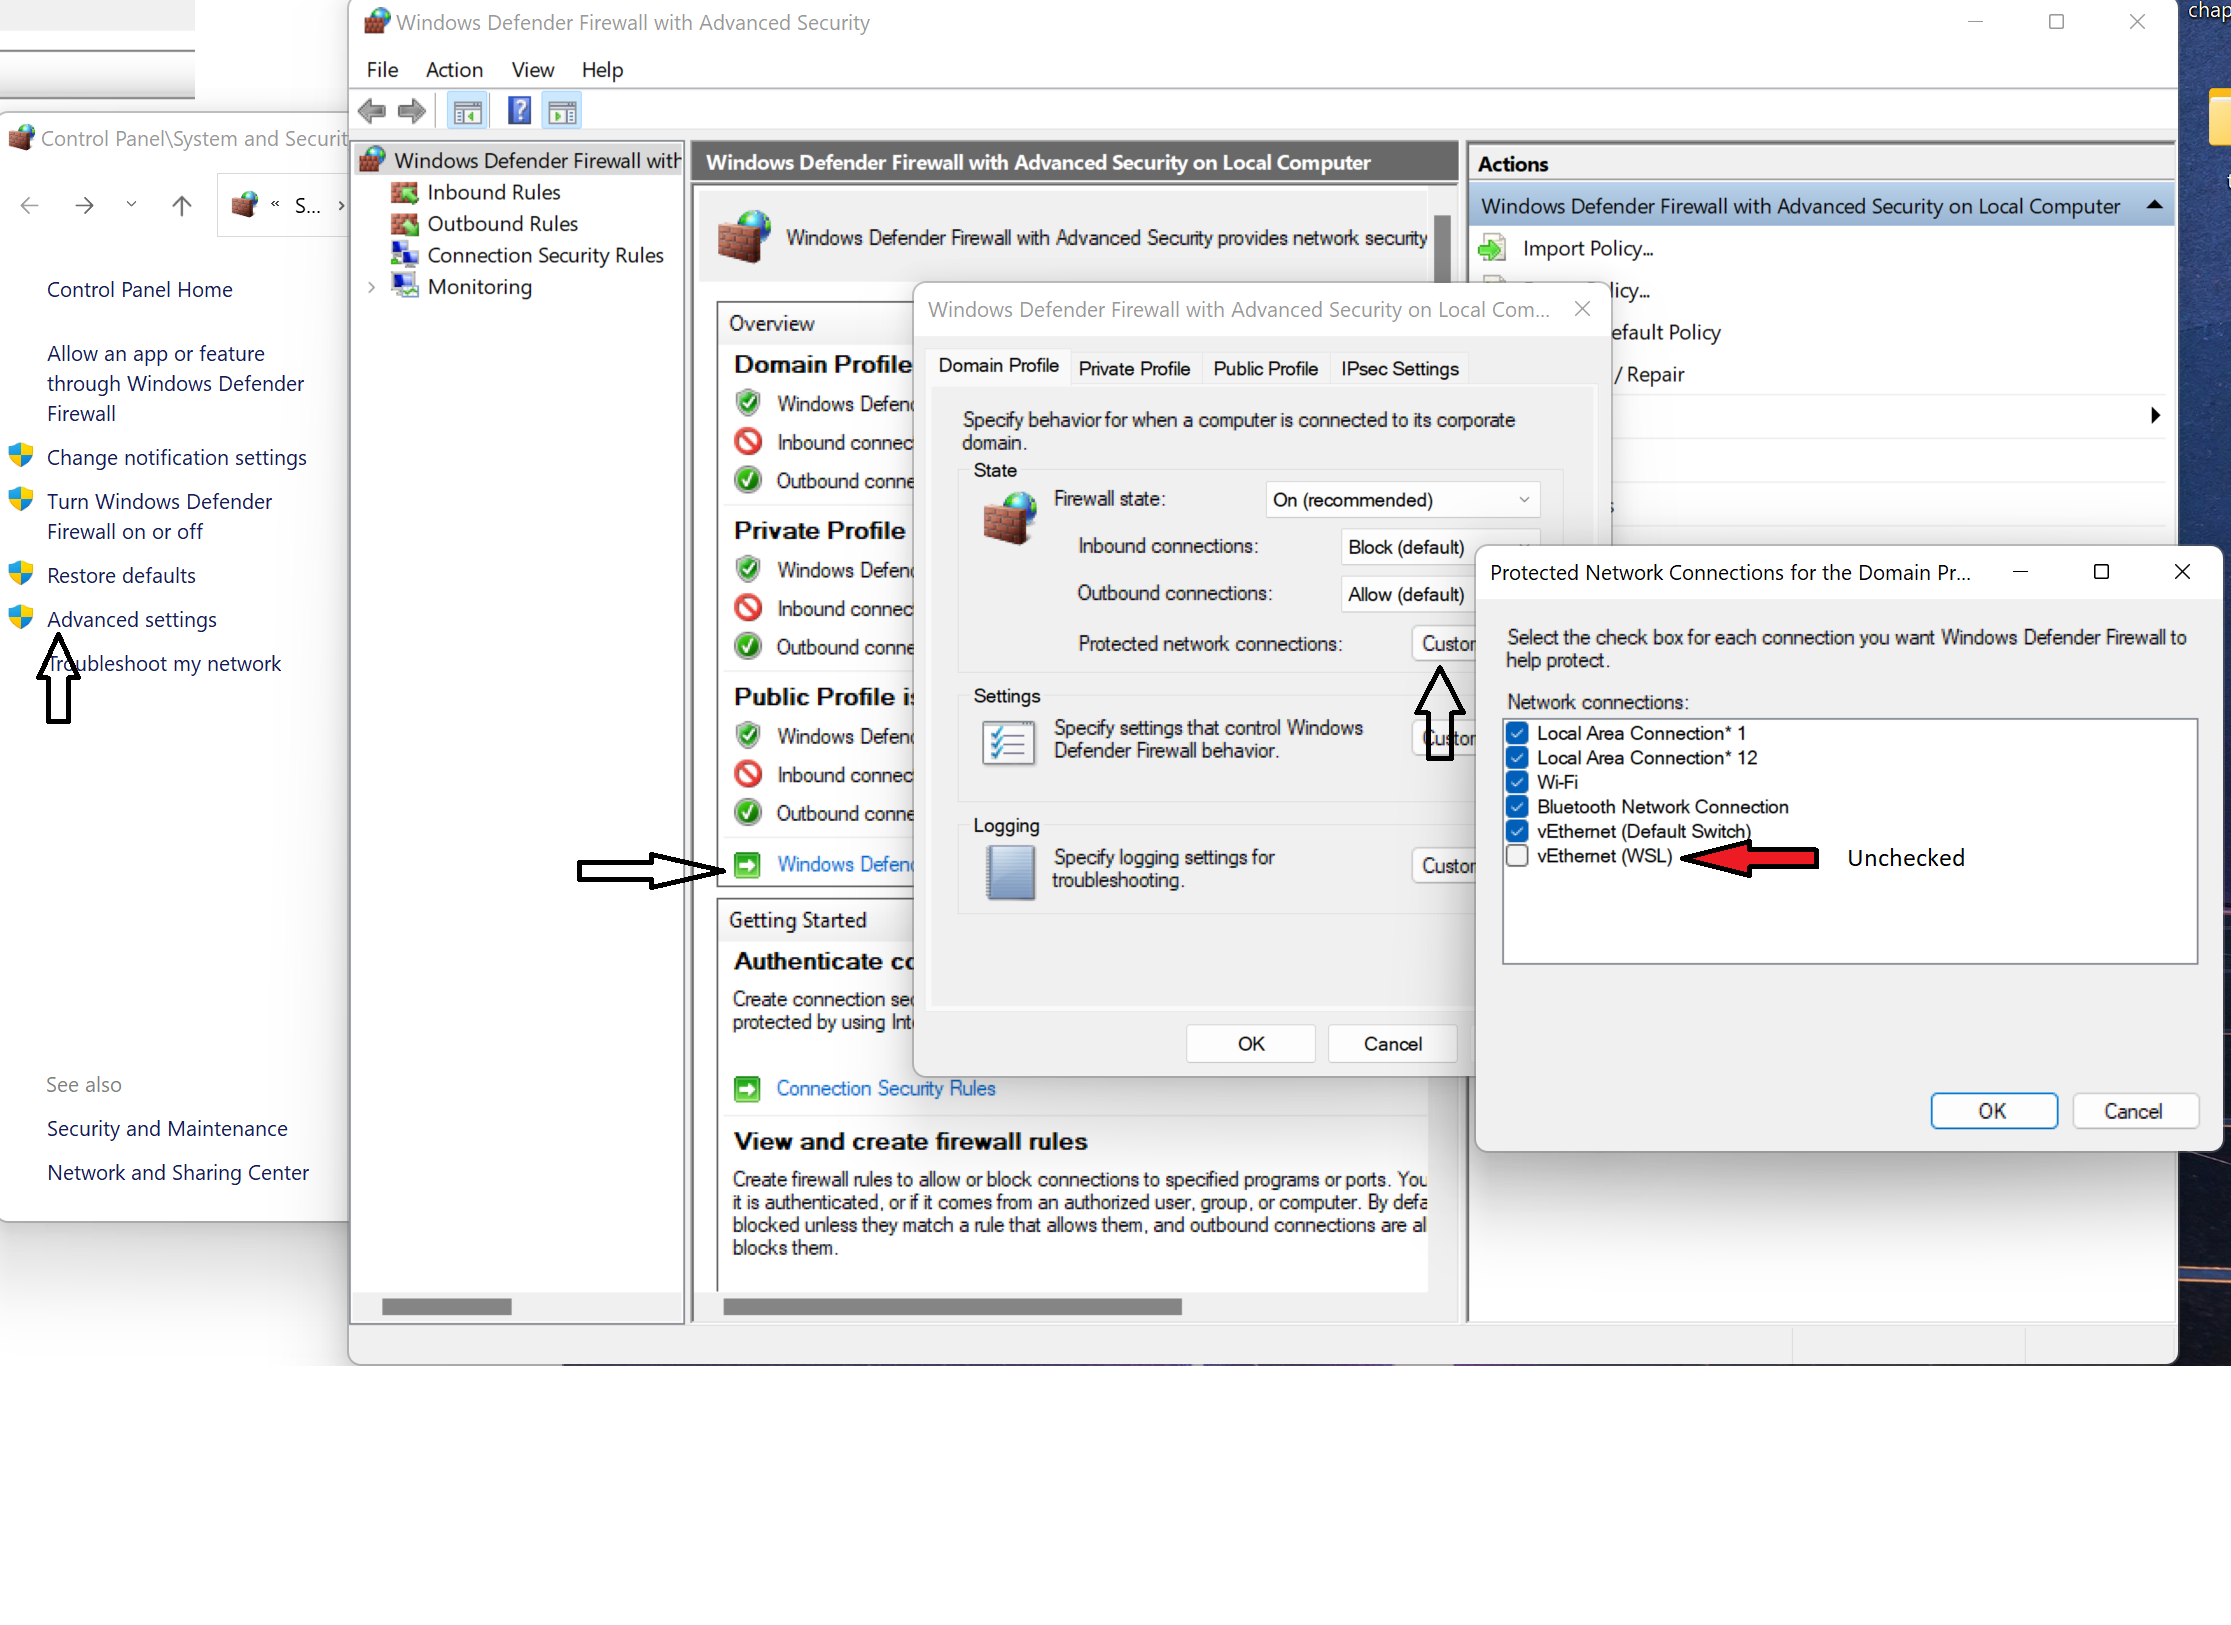 chap
Windows Defender Firewall with Advanced Security
File Action View Help
Control Panel\System and Securit
« S... ›
Control Panel Home
Allow an app or feature
through Windows Defender
Firewall
Change notification settings
Turn Windows Defender
Firewall on or off
Restore defaults
Advanced settings
Troubleshoot my network
See also
Security and Maintenance
Network and Sharing Center
Windows Defender Firewall with
Inbound Rules
Outbound Rules
Connection Security Rules
Monitoring
Windows Defender Firewall with Advanced Security on Local Computer
Windows Defender Firewall with Advanced Security provides network security
Overview
Domain Profile
Windows Defen
Inbound connec
Outbound conne
Private Profile
Windows Defen
Inbound connec
Outbound conne
Public Profile is
Windows Defen
Inbound connec
Outbound conne
Windows Defen
Getting Started
Authenticate co
Create connection sec
protected by using Inte
Connection Security Rules
View and create firewall rules
Create firewall rules to allow or block connections to specified programs or ports. You
it is authenticated, or if it comes from an authorized user, group, or computer. By defa
blocked unless they match a rule that allows them, and outbound connections are al
blocks them.
Actions
Windows Defender Firewall with Advanced Security on Local Computer
Import Policy...
licy...
efault Policy
/ Repair
s
Windows Defender Firewall with Advanced Security on Local Com...
Domain Profile Private Profile Public Profile IPsec Settings
Specify behavior for when a computer is connected to its corporate
domain.
State
Firewall state: On (recommended)
Inbound connections: Block (default)
Outbound connections: Allow (default)
Protected network connections: Custor
Settings
Specify settings that control Windows
Defender Firewall behavior.
Custor
Logging
Specify logging settings for
troubleshooting.
Custor
OK Cancel
Protected Network Connections for the Domain Pr...
Select the check box for each connection you want Windows Defender Firewall to
help protect.
Network connections:
Local Area Connection* 1
Local Area Connection* 12
Wi-Fi
Bluetooth Network Connection
vEthernet (Default Switch)
vEthernet (WSL) Unchecked
OK Cancel